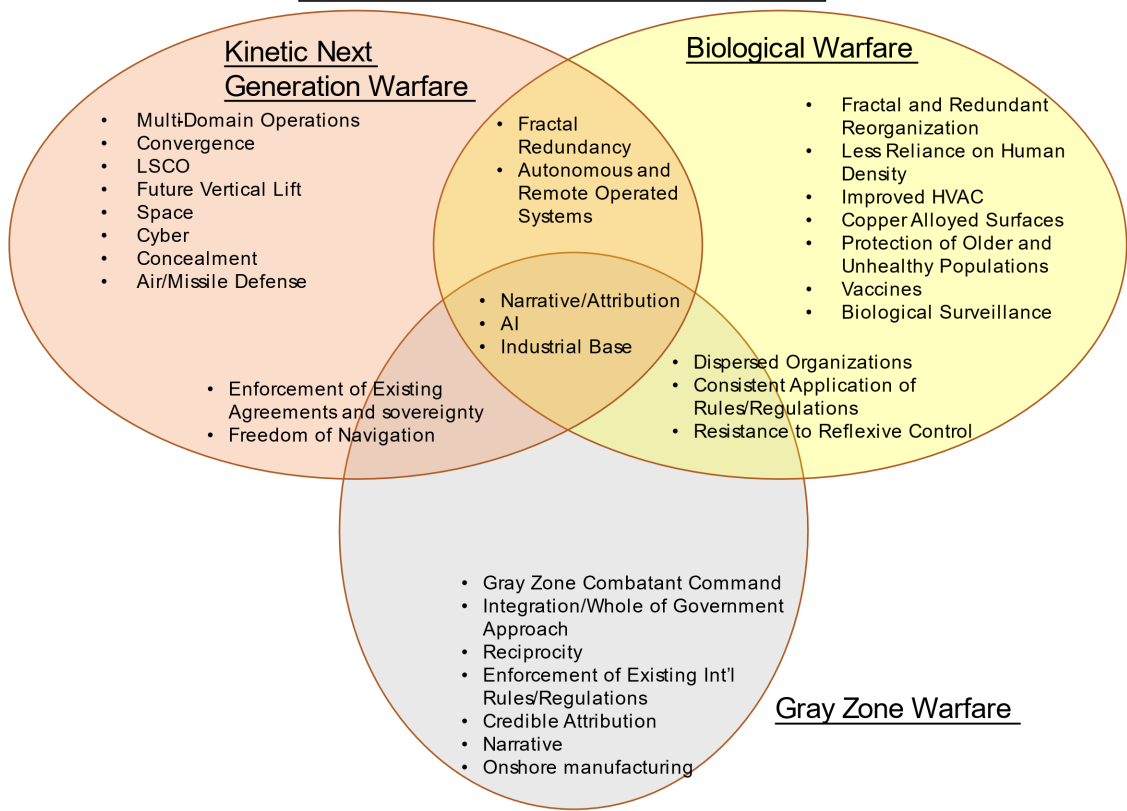 Kinetic Next
Generation Warfare
• Multi-Domain Operations
• Convergence
• LSCO
• Future Vertical Lift
• Space
• Cyber
• Concealment
• Air/Missile Defense
Biological Warfare
• Fractal and Redundant
Reorganization
• Less Reliance on Human
Density
• Improved HVAC
• Copper Alloyed Surfaces
• Protection of Older and
Unhealthy Populations
• Vaccines
• Biological Surveillance
• Fractal
Redundancy
• Autonomous and
Remote Operated
Systems
• Narrative/Attribution
• AI
• Industrial Base
• Enforcement of Existing
Agreements and sovereignty
• Freedom of Navigation
• Dispersed Organizations
• Consistent Application of
Rules/Regulations
• Resistance to Reflexive Control
• Gray Zone Combatant Command
• Integration/Whole of Government
Approach
• Reciprocity
• Enforcement of Existing Int'l
Rules/Regulations
• Credible Attribution
• Narrative
• Onshore manufacturing
Gray Zone Warfare